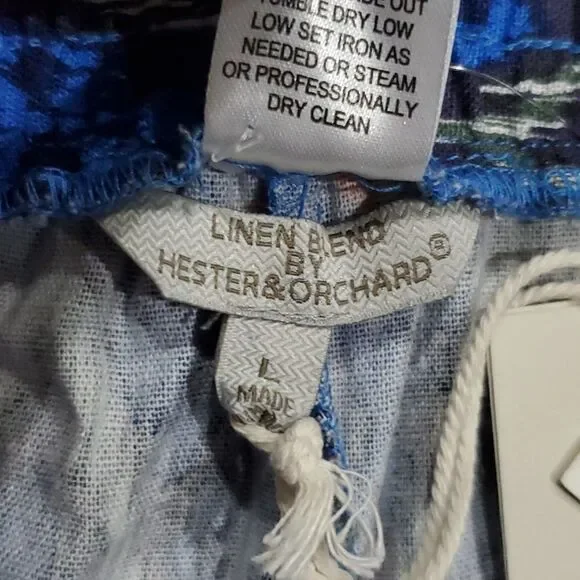 OUT
TUMBLE DRY LOW
LOW SET IRON AS
NEEDED OR STEAM
OR PROFESSIONALLY
DRY CLEAN
LINEN BLEND
BY
HESTER&ORCHARD®
L
MADE